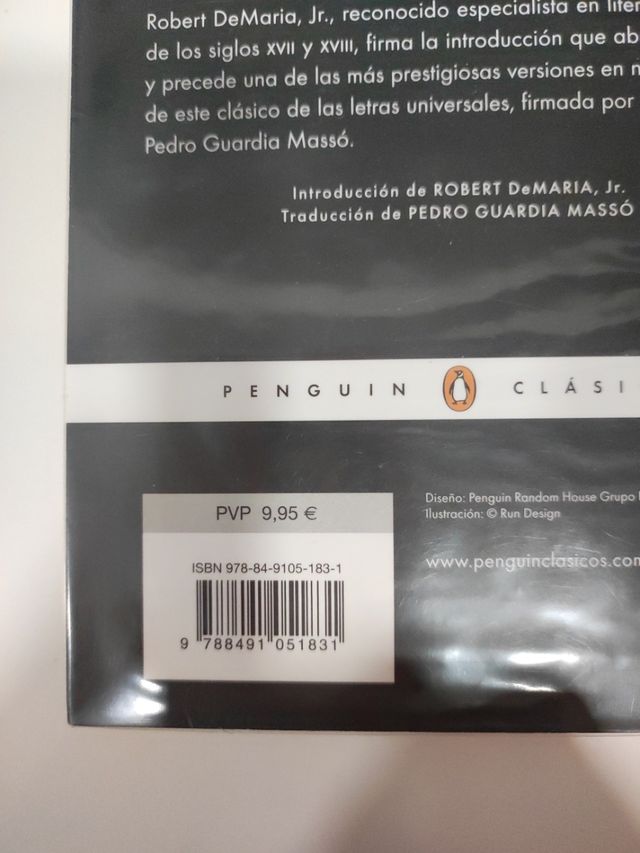 Robert DeMaria, Jr., reconocido especialista en
de los siglos XVII y XVIII, firma la introducción que
y precede una de las más prestigiosas versiones en
de este clásico de las letras universales, firmada por
Pedro Guardia Massó.
Introducción de ROBERT DeMARIA, Jr.
Traducción de PEDRO GUARDIA MASSÓ
PENGUIN CLÁSI
PVP 9,95 €
ISBN 978-84-9105-183-1
9 788491 051831
Diseño: Penguin Random House Grupo
Ilustración: © Run Design
www.penguinclasicos.com